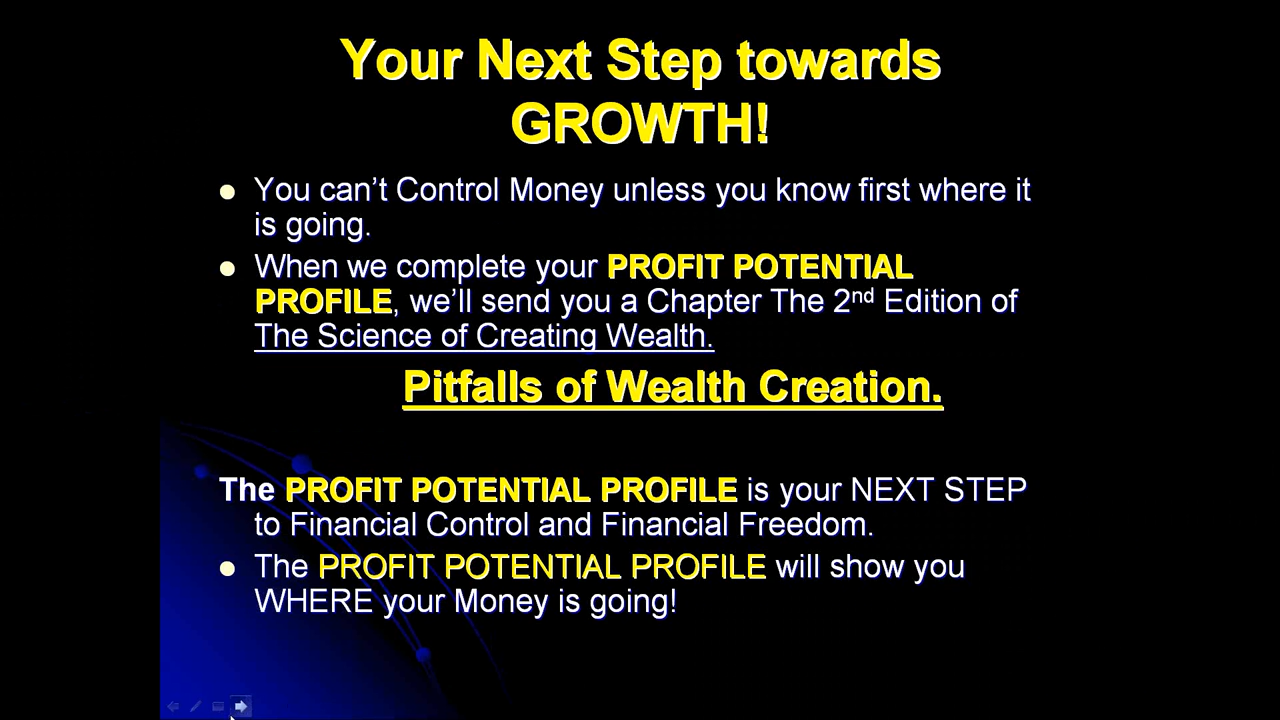 Your Next Step towards
GROWTH!
You can't Control Money unless you know first where it
is going.
When we complete your PROFIT POTENTIAL
PROFILE, we'll send you a Chapter The 2nd Edition of
The Science of Creating Wealth.
Pitfalls of Wealth Creation.
The PROFIT POTENTIAL PROFILE is your NEXT STEP
to Financial Control and Financial Freedom.
The PROFIT POTENTIAL PROFILE will show you
WHERE your Money is going!